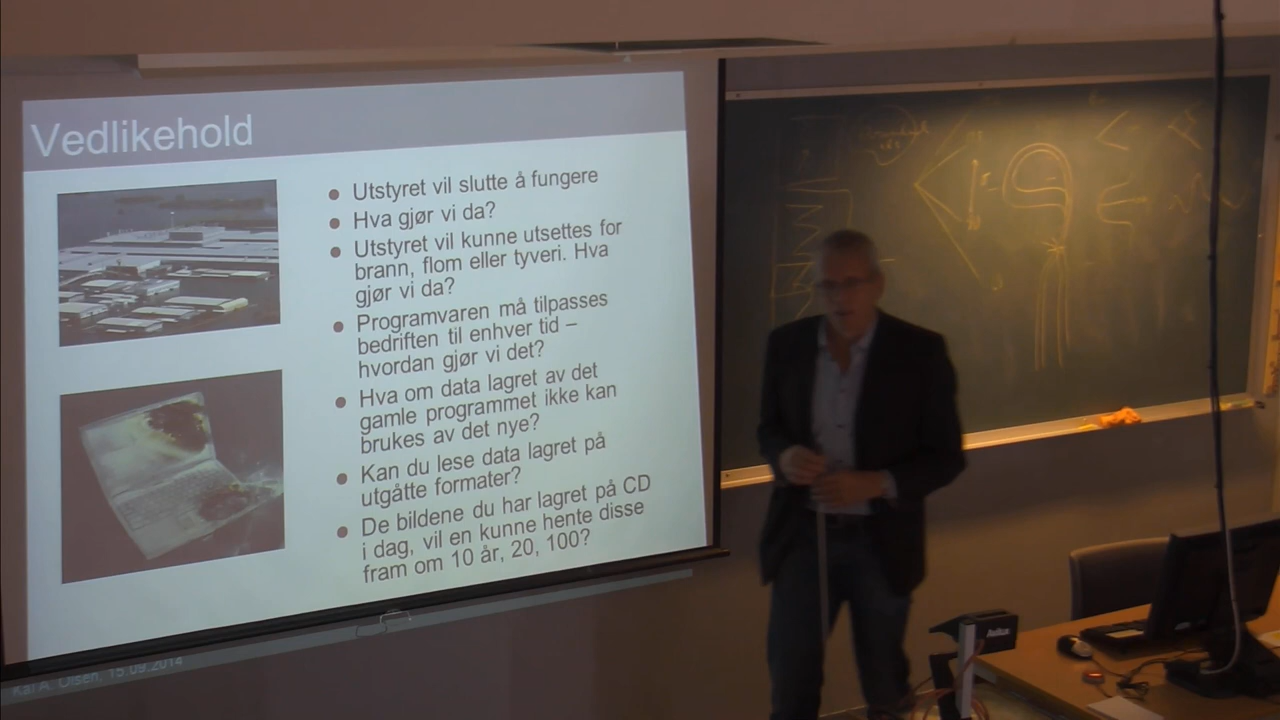 Vedlikehold
Utstyret vil slutte å fungere
Hva gjør vi da?
Utstyret vil kunne utsettes for
brann, flom eller tyveri. Hva
gjør vi da?
Programvaren må tilpasses
bedriften til enhver tid –
hvordan gjør vi det?
Hva om data lagret av det
gamle programmet ikke kan
brukes av det nye?
Kan du lese data lagret på
utgåtte formater?
De bildene du har lagret på CD
i dag, vil en kunne hente disse
fram om 10 år, 20, 100?
Kai A. Olsen, 15.09.2014